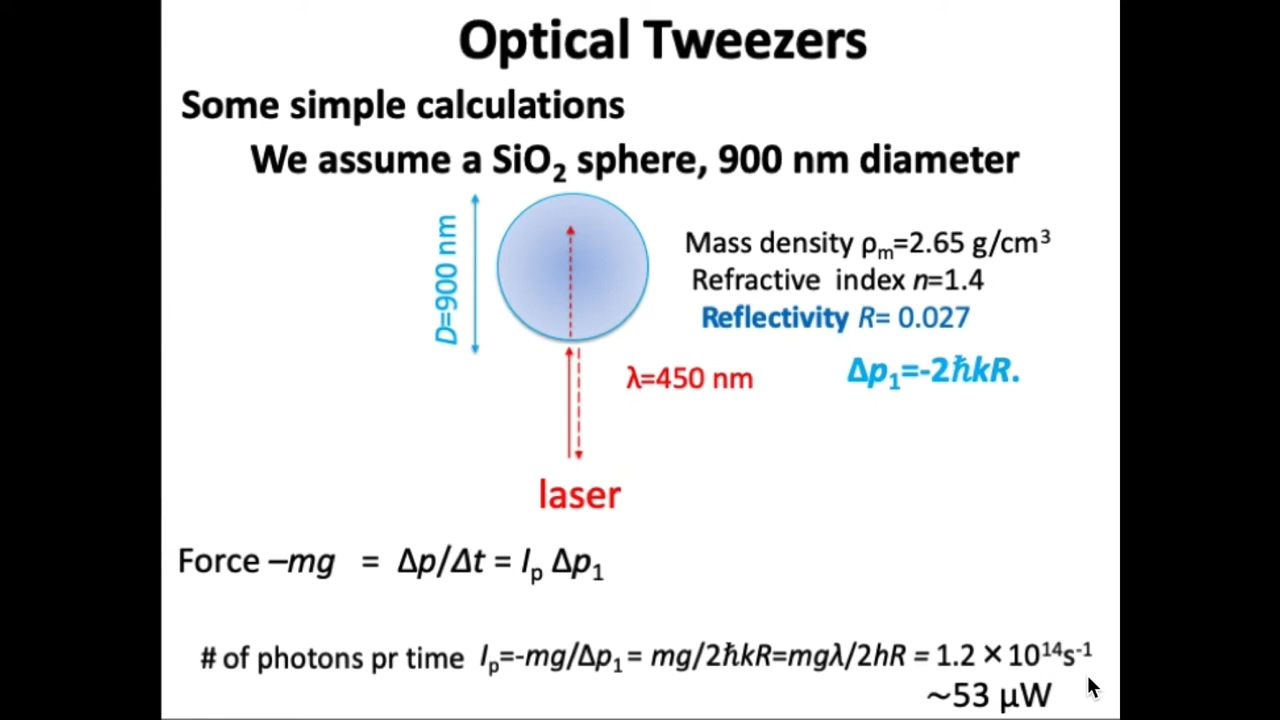 Optical Tweezers
Some simple calculations
We assume a SiO₂ sphere, 900 nm diameter
D=900 nm
Mass density ρₘ=2.65 g/cm³
Refractive index n=1.4
Reflectivity R= 0.027
λ=450 nm
Δp₁=-2ℏkR.
laser
Force –mg = Δp/Δt = Iₚ Δp₁
# of photons pr time Iₚ=-mg/Δp₁= mg/2ℏkR=mgλ/2hR = 1.2 × 10¹⁴s⁻¹
~53 μW